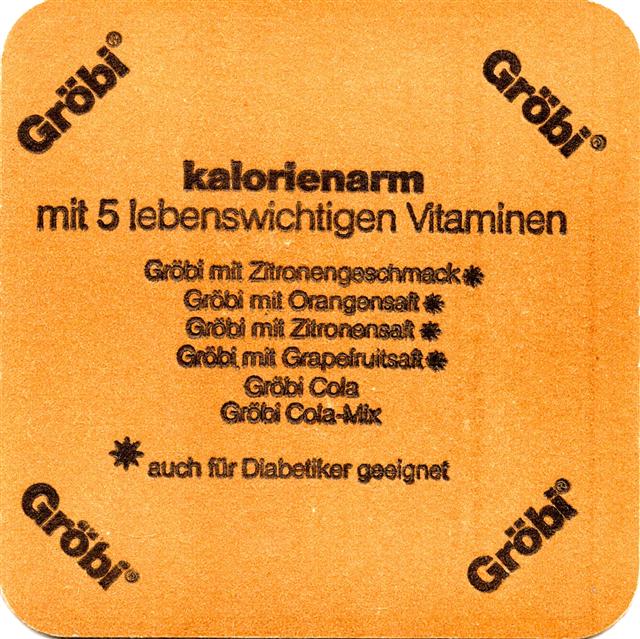 Gröbi®
Gröbi®
kalorienarm
mit 5 lebenswichtigen Vitaminen
Gröbi mit Zitronengeschmack*
Gröbi mit Orangensaft*
Gröbi mit Zitronensaft*
Gröbi mit Grapefruitsaft*
Gröbi Cola
Gröbi Cola-Mix
* auch für Diabetiker geeignet
Gröbi®
Gröbi®